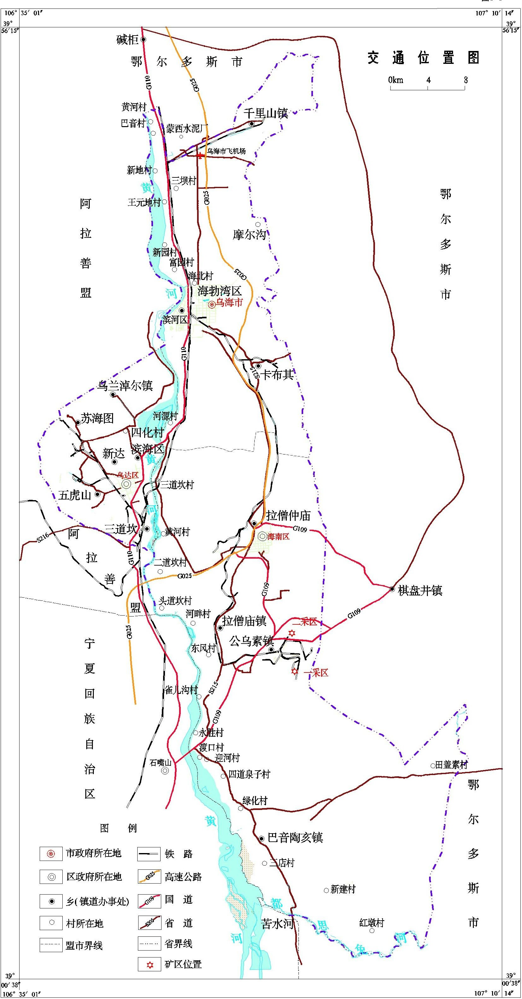 106° 35′ 01″
107° 10′ 14″
39°
56′15″
39°
56′15″
碱柜
交通位置图
鄂尔多斯市
0km 4 8
G110
G025
黄河村
千里山镇
巴音村
蒙西水泥厂
乌海市飞机场
新地村
三坝村
黄
鄂尔多斯市
阿拉善盟
王元地村
G025
摩尔沟
新园村
富园村
G025
海北村
河
海勃湾区
乌海市
滨河区
G110
S215
卡布其
乌兰淖尔镇
苏海图
河源村
四化村
滨海区
新达
黄
乌达区
三道坎村
五虎山
河
拉僧仲庙
三道坎
黄河村
G109
海南区
S216
阿拉善盟
G110
二道坎村
G025
G109
棋盘井镇
头道坎村
河畔村
G109
拉僧庙镇
二采区
G025
宁夏回族自治区
公乌素镇
东风村
一采区
雀儿沟村
S215
G109
永胜村
渡口村
迎河村
石嘴山
田盖素村
四道泉子村
鄂尔多斯市
绿化村
黄
图例
巴音陶亥镇
市政府所在地
铁路
三店村
区政府所在地
G025
高速公路
新建村
乡(镇道办事处)
G109
国道
都
村所在地
S205
省道
苦水河
思
红墩村
盟市界线
省界线
河
兔
河
矿区位置
39°
00′38″
39°
00′38″
106° 35′ 01″
107° 10′ 14″